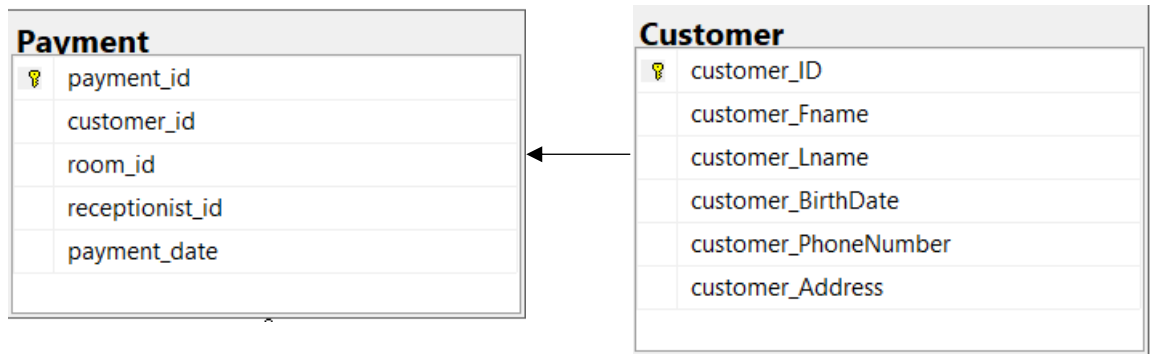 Payment
payment_id
customer_id
room_id
receptionist_id
payment_date
Customer
customer_ID
customer_Fname
customer_Lname
customer_BirthDate
customer_PhoneNumber
customer_Address